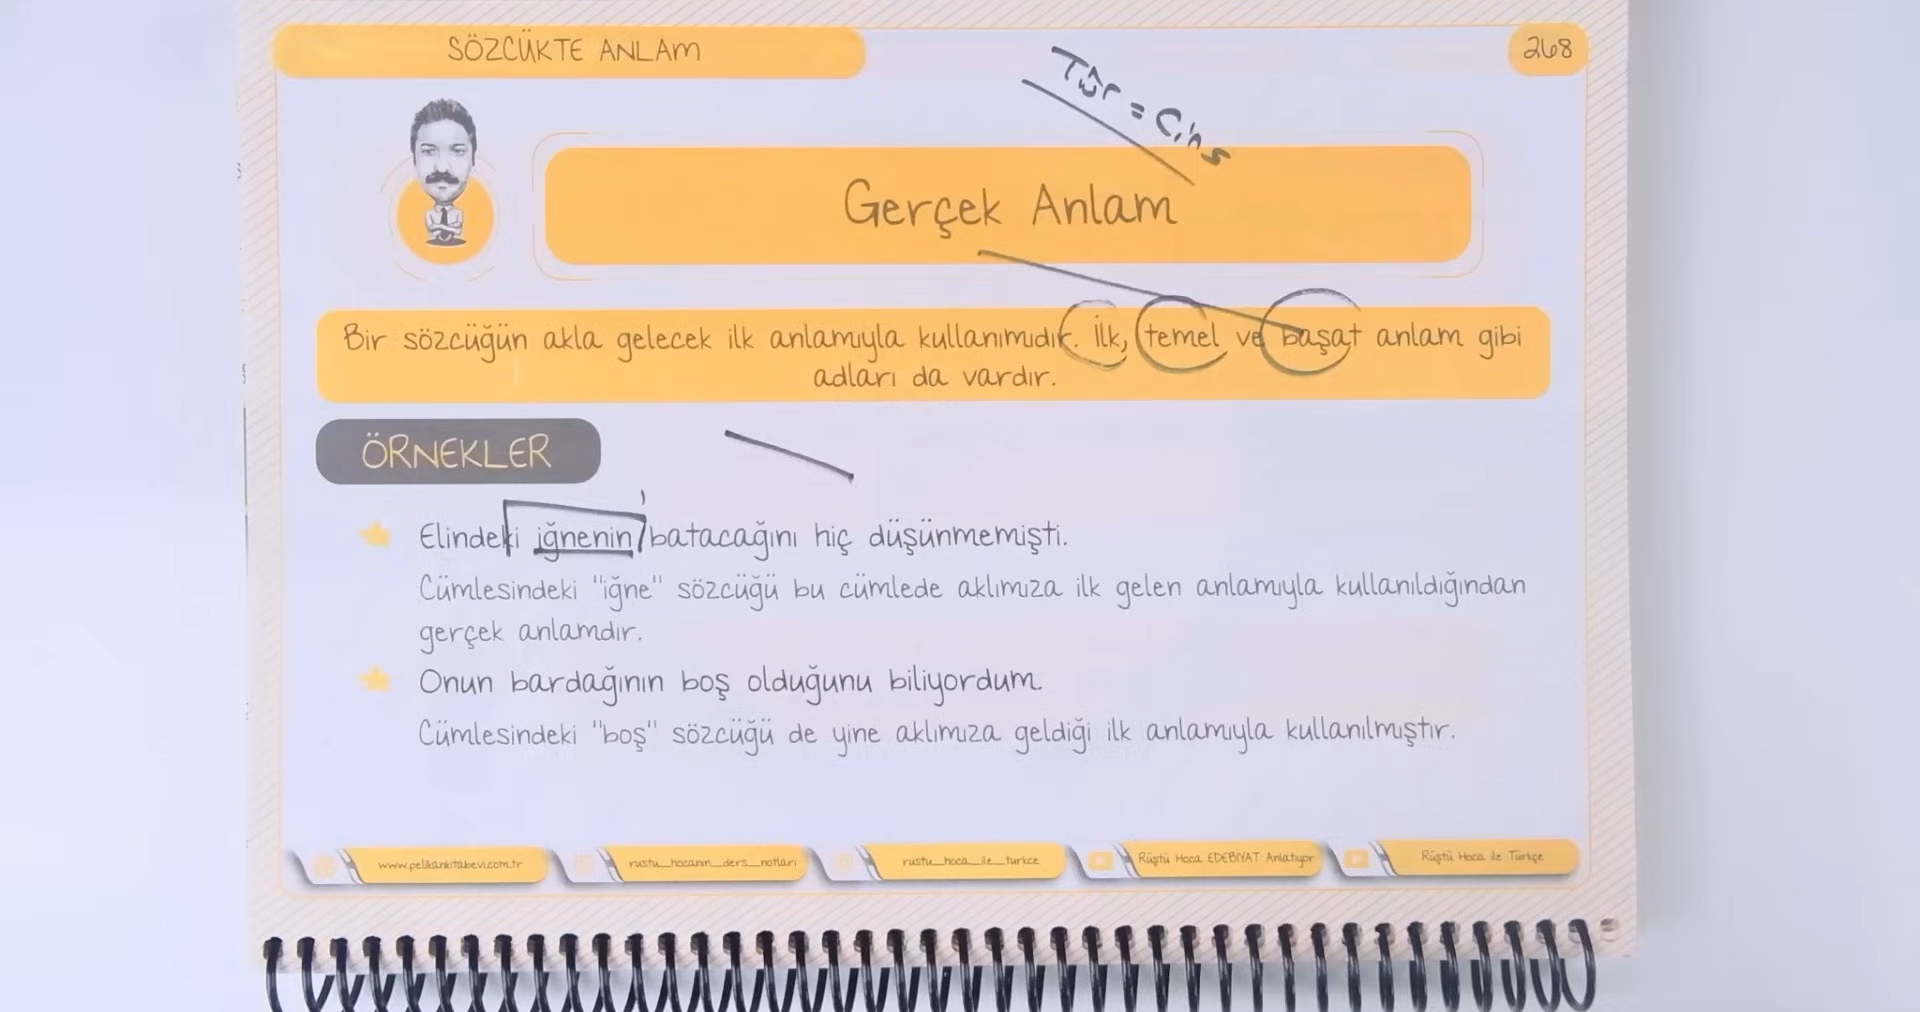 SÖZCÜKTE ANLAM
268
Tür = Cins
Gerçek Anlam
Bir sözcüğün akla gelecek ilk anlamıyla kullanımıdır. İlk, temel ve başat anlam gibi
adları da vardır.
ÖRNEKLER
Elindeki iğnenin batacağını hiç düşünmemişti.
Cümlesindeki "iğne" sözcüğü bu cümlede aklımıza ilk gelen anlamıyla kullanıldığından
gerçek anlamdır.
Onun bardağının boş olduğunu biliyordum.
Cümlesindeki "boş" sözcüğü de yine aklımıza geldiği ilk anlamıyla kullanılmıştır.
www.pelikankitabevi.com.tr
rustu_hocanın_ders_notları
rustu_hoca_ile_turkce
Rüştü Hoca EDEBİYAT Anlatıyor
Rüştü Hoca ile Türkçe